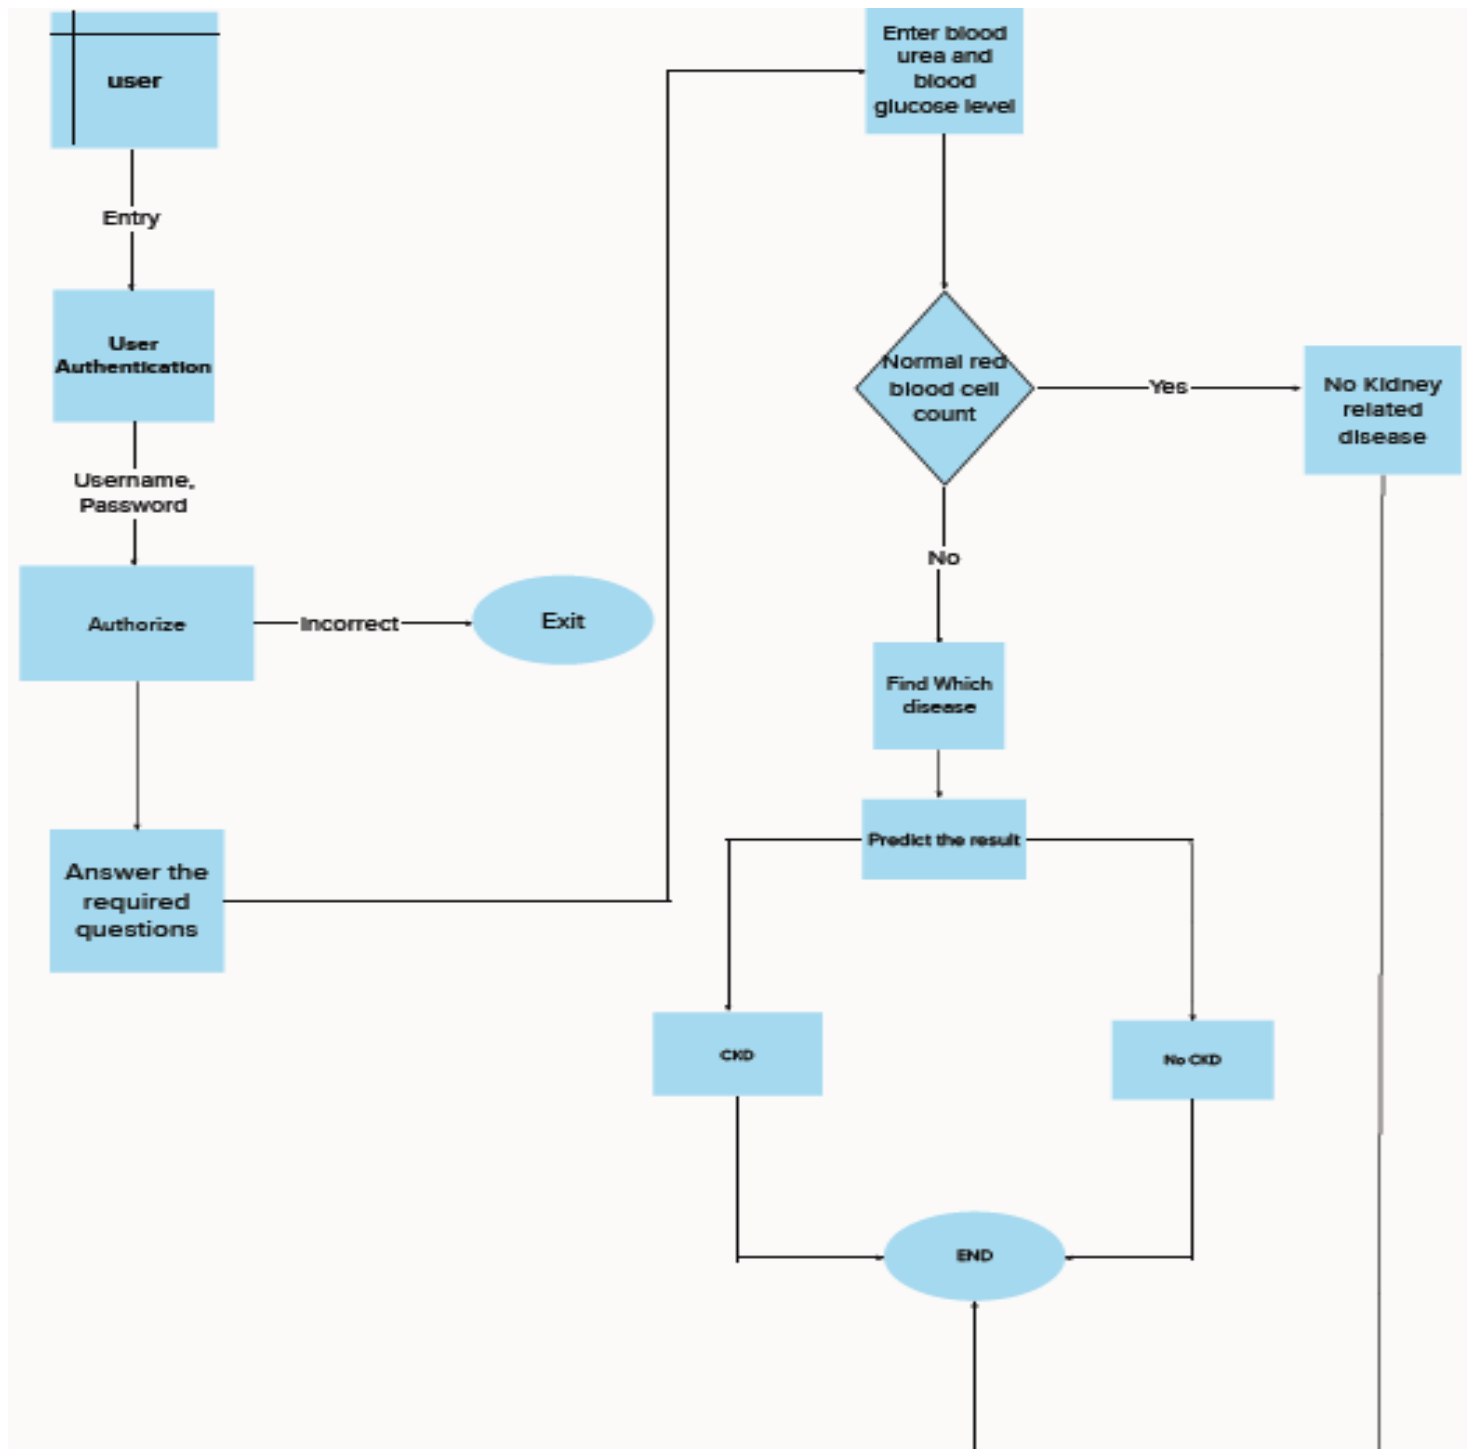 user
Entry
User
Authentication
Username,
Password
Authorize
Incorrect
Exit
Answer the
required
questions
Enter blood
urea and
blood
glucose level
Normal red
blood cell
count
Yes
No Kidney
related
disease
No
Find Which
disease
Predict the result
CKD
No CKD
END